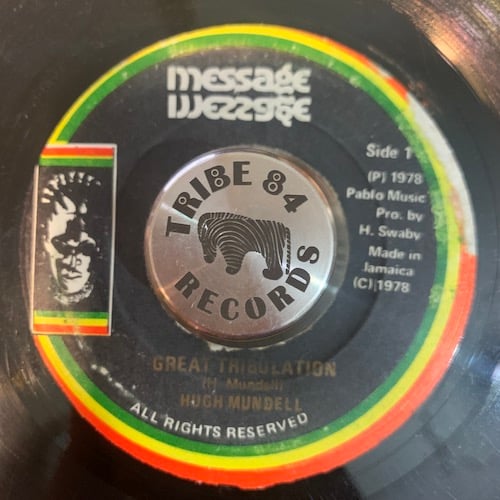 message
message
Side 1
(P) 1978
Pablo Music
Pro. by
H. Swaby
Made in
Jamaica
(C) 1978
TRIBE 84
RECORDS
GREAT TRIBULATION
(H. Mundell)
HUGH MUNDELL
ALL RIGHTS RESERVED